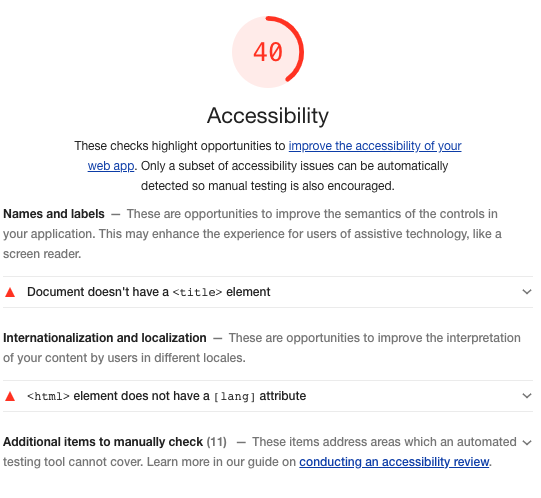 40
Accessibility
These checks highlight opportunities to improve the accessibility of your
web app. Only a subset of accessibility issues can be automatically
detected so manual testing is also encouraged.
Names and labels — These are opportunities to improve the semantics of the controls in
your application. This may enhance the experience for users of assistive technology, like a
screen reader.
Document doesn't have a <title> element
Internationalization and localization — These are opportunities to improve the interpretation
of your content by users in different locales.
<html> element does not have a [lang] attribute
Additional items to manually check (11) — These items address areas which an automated
testing tool cannot cover. Learn more in our guide on conducting an accessibility review.